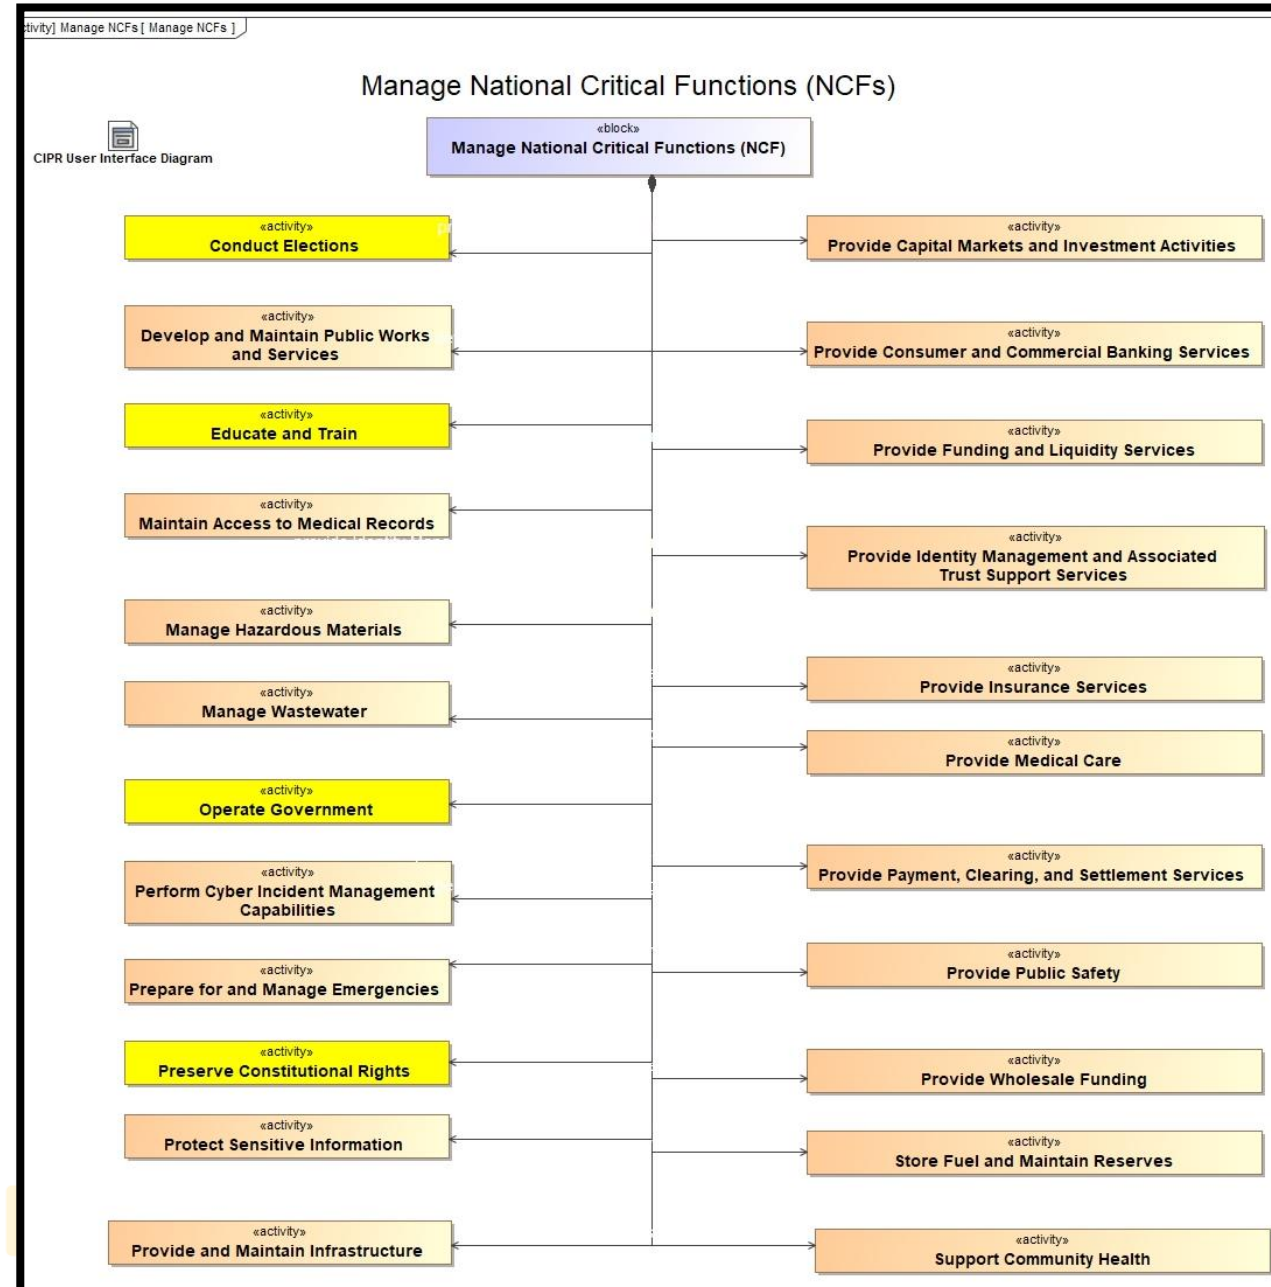 tivity] Manage NCFs [ Manage NCFs ]
Manage National Critical Functions (NCFs)
CIPR User Interface Diagram
«block»
Manage National Critical Functions (NCF)
«activity»
Conduct Elections
«activity»
Develop and Maintain Public Works
and Services
«activity»
Educate and Train
«activity»
Maintain Access to Medical Records
«activity»
Manage Hazardous Materials
«activity»
Manage Wastewater
«activity»
Operate Government
«activity»
Perform Cyber Incident Management
Capabilities
«activity»
Prepare for and Manage Emergencies
«activity»
Preserve Constitutional Rights
«activity»
Protect Sensitive Information
«activity»
Provide and Maintain Infrastructure
«activity»
Provide Capital Markets and Investment Activities
«activity»
Provide Consumer and Commercial Banking Services
«activity»
Provide Funding and Liquidity Services
«activity»
Provide Identity Management and Associated
Trust Support Services
«activity»
Provide Insurance Services
«activity»
Provide Medical Care
«activity»
Provide Payment, Clearing, and Settlement Services
«activity»
Provide Public Safety
«activity»
Provide Wholesale Funding
«activity»
Store Fuel and Maintain Reserves
«activity»
Support Community Health